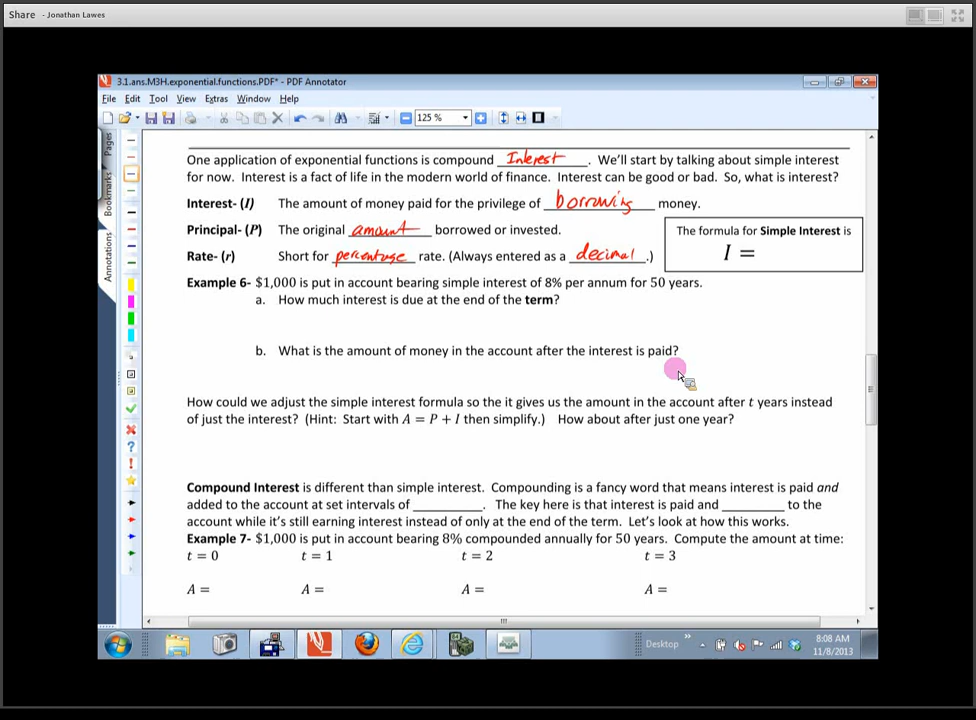 Share - Jonathan Lawes
3.1.ans.M3H.exponential.functions.PDF* - PDF Annotator
File Edit Tool View Extras Window Help
125 %
Pages
Bookmarks
Annotations
One application of exponential functions is compound Interest. We'll start by talking about simple interest
for now. Interest is a fact of life in the modern world of finance. Interest can be good or bad. So, what is interest?
Interest- (I) The amount of money paid for the privilege of borrowing money.
Principal- (P) The original amount borrowed or invested.
Rate- (r) Short for percentage rate. (Always entered as a decimal.)
The formula for Simple Interest is
I =
Example 6- $1,000 is put in account bearing simple interest of 8% per annum for 50 years.
a. How much interest is due at the end of the term?
b. What is the amount of money in the account after the interest is paid?
How could we adjust the simple interest formula so the it gives us the amount in the account after t years instead
of just the interest? (Hint: Start with A = P + I then simplify.) How about after just one year?
Compound Interest is different than simple interest. Compounding is a fancy word that means interest is paid and
added to the account at set intervals of __________. The key here is that interest is paid and _________ to the
account while it's still earning interest instead of only at the end of the term. Let's look at how this works.
Example 7- $1,000 is put in account bearing 8% compounded annually for 50 years. Compute the amount at time:
t = 0 t = 1 t = 2 t = 3
A = A = A = A =
Desktop
8:08 AM
11/8/2013